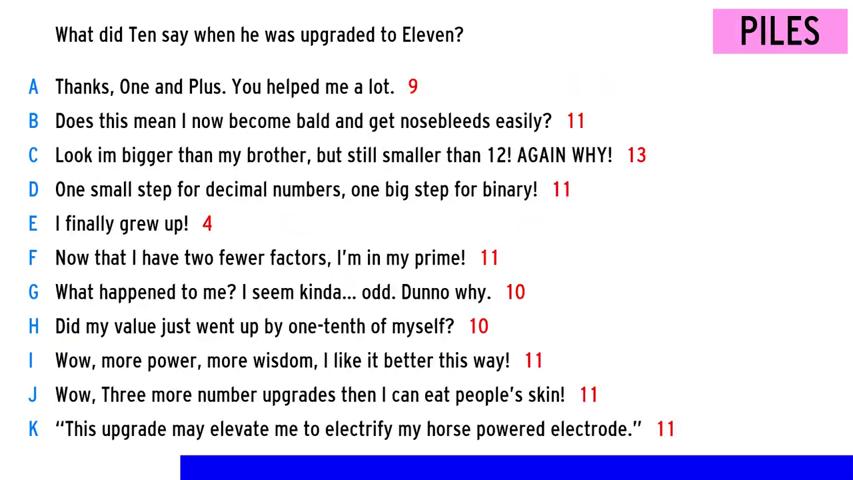 What did Ten say when he was upgraded to Eleven?
PILES
A Thanks, One and Plus. You helped me a lot. 9
B Does this mean I now become bald and get nosebleeds easily? 11
C Look im bigger than my brother, but still smaller than 12! AGAIN WHY! 13
D One small step for decimal numbers, one big step for binary! 11
E I finally grew up! 4
F Now that I have two fewer factors, I'm in my prime! 11
G What happened to me? I seem kinda... odd. Dunno why. 10
H Did my value just went up by one-tenth of myself? 10
I Wow, more power, more wisdom, I like it better this way! 11
J Wow, Three more number upgrades then I can eat people's skin! 11
K “This upgrade may elevate me to electrify my horse powered electrode.” 11